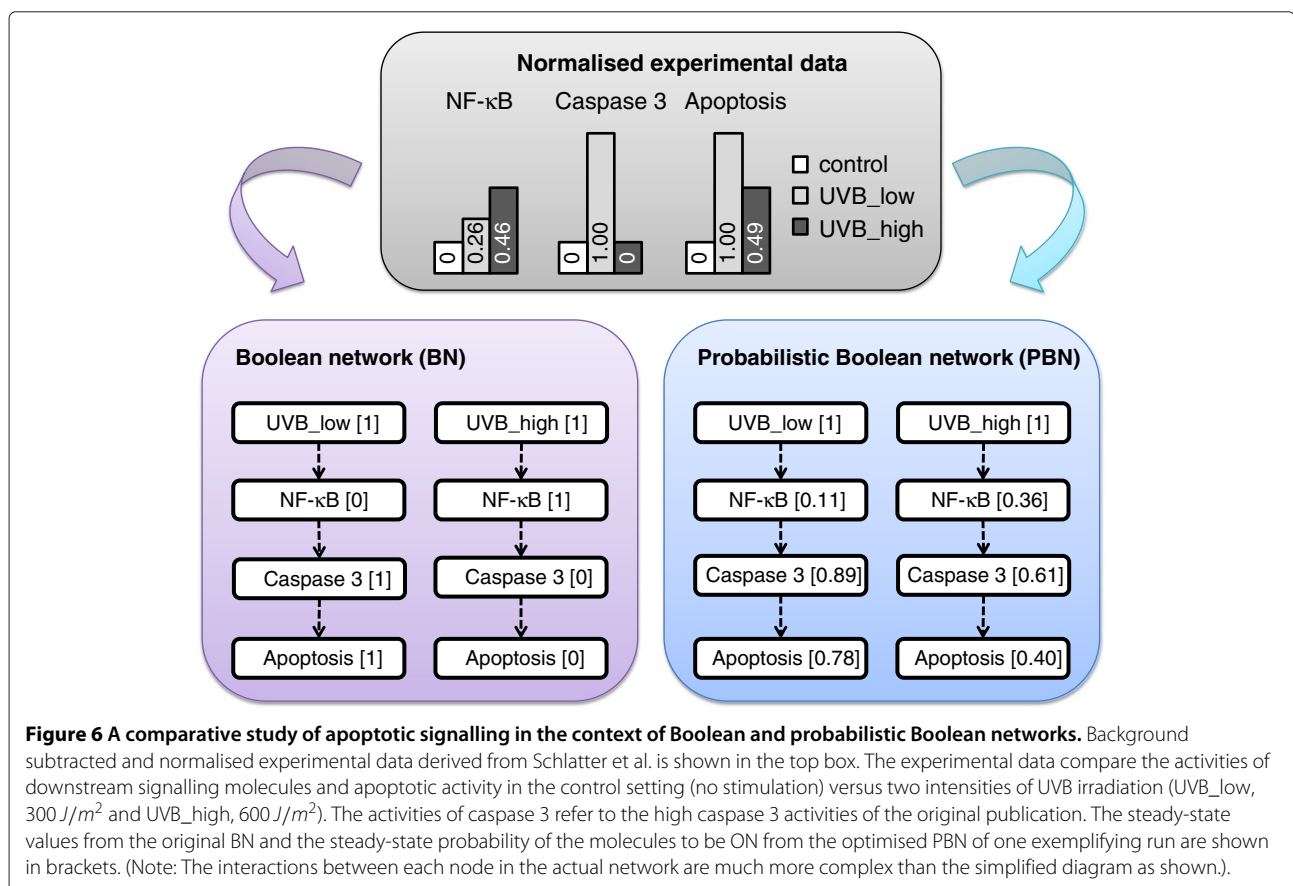 Normalised experimental data
NF-κB Caspase 3 Apoptosis
0 0.26 0.46
0 1.00 0
0 1.00 0.49
control
UVB_low
UVB_high
Boolean network (BN)
UVB_low [1] UVB_high [1]
NF-κB [0] NF-κB [1]
Caspase 3 [1] Caspase 3 [0]
Apoptosis [1] Apoptosis [0]
Probabilistic Boolean network (PBN)
UVB_low [1] UVB_high [1]
NF-κB [0.11] NF-κB [0.36]
Caspase 3 [0.89] Caspase 3 [0.61]
Apoptosis [0.78] Apoptosis [0.40]
Figure 6 A comparative study of apoptotic signalling in the context of Boolean and probabilistic Boolean networks. Background
subtracted and normalised experimental data derived from Schlatter et al. is shown in the top box. The experimental data compare the activities of
downstream signalling molecules and apoptotic activity in the control setting (no stimulation) versus two intensities of UVB irradiation (UVB_low,
300 J/m² and UVB_high, 600 J/m²). The activities of caspase 3 refer to the high caspase 3 activities of the original publication. The steady-state
values from the original BN and the steady-state probability of the molecules to be ON from the optimised PBN of one exemplifying run are shown
in brackets. (Note: The interactions between each node in the actual network are much more complex than the simplified diagram as shown.).